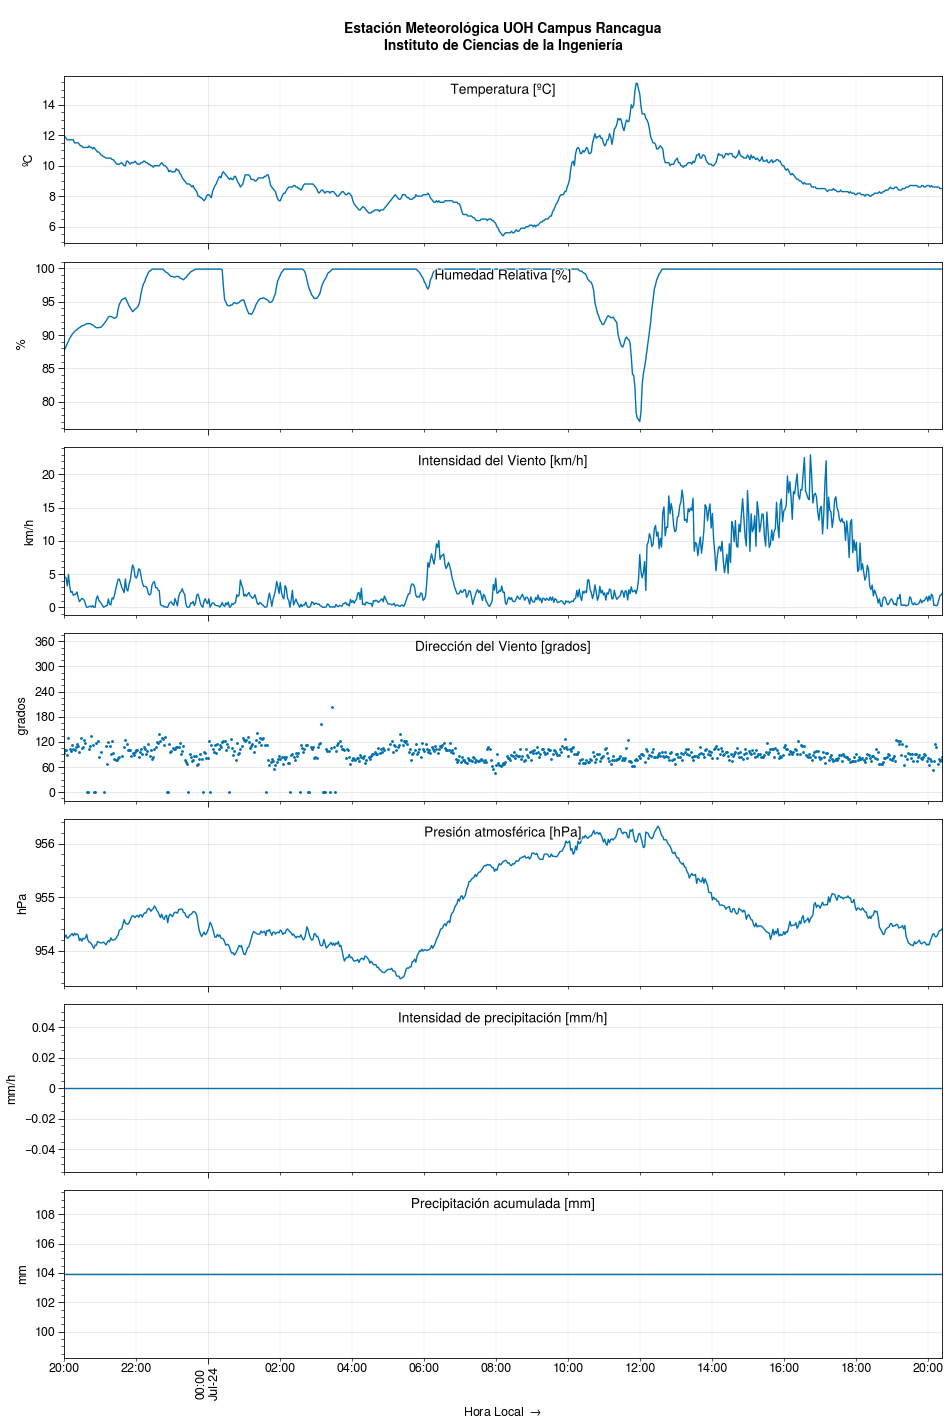 Estación Meteorológica UOH Campus Rancagua
Instituto de Ciencias de la Ingeniería
Temperatura [ºC]
ºC
14
12
10
8
6
Humedad Relativa [%]
%
100
95
90
85
80
Intensidad del Viento [km/h]
km/h
20
15
10
5
0
Dirección del Viento [grados]
grados
360
300
240
180
120
60
0
Presión atmosférica [hPa]
hPa
956
955
954
Intensidad de precipitación [mm/h]
mm/h
0.04
0.02
0
−0.02
−0.04
Precipitación acumulada [mm]
mm
108
106
104
102
100
20:00 22:00 00:00 02:00 04:00 06:00 08:00 10:00 12:00 14:00 16:00 18:00 20:00
Jul-24
Hora Local →